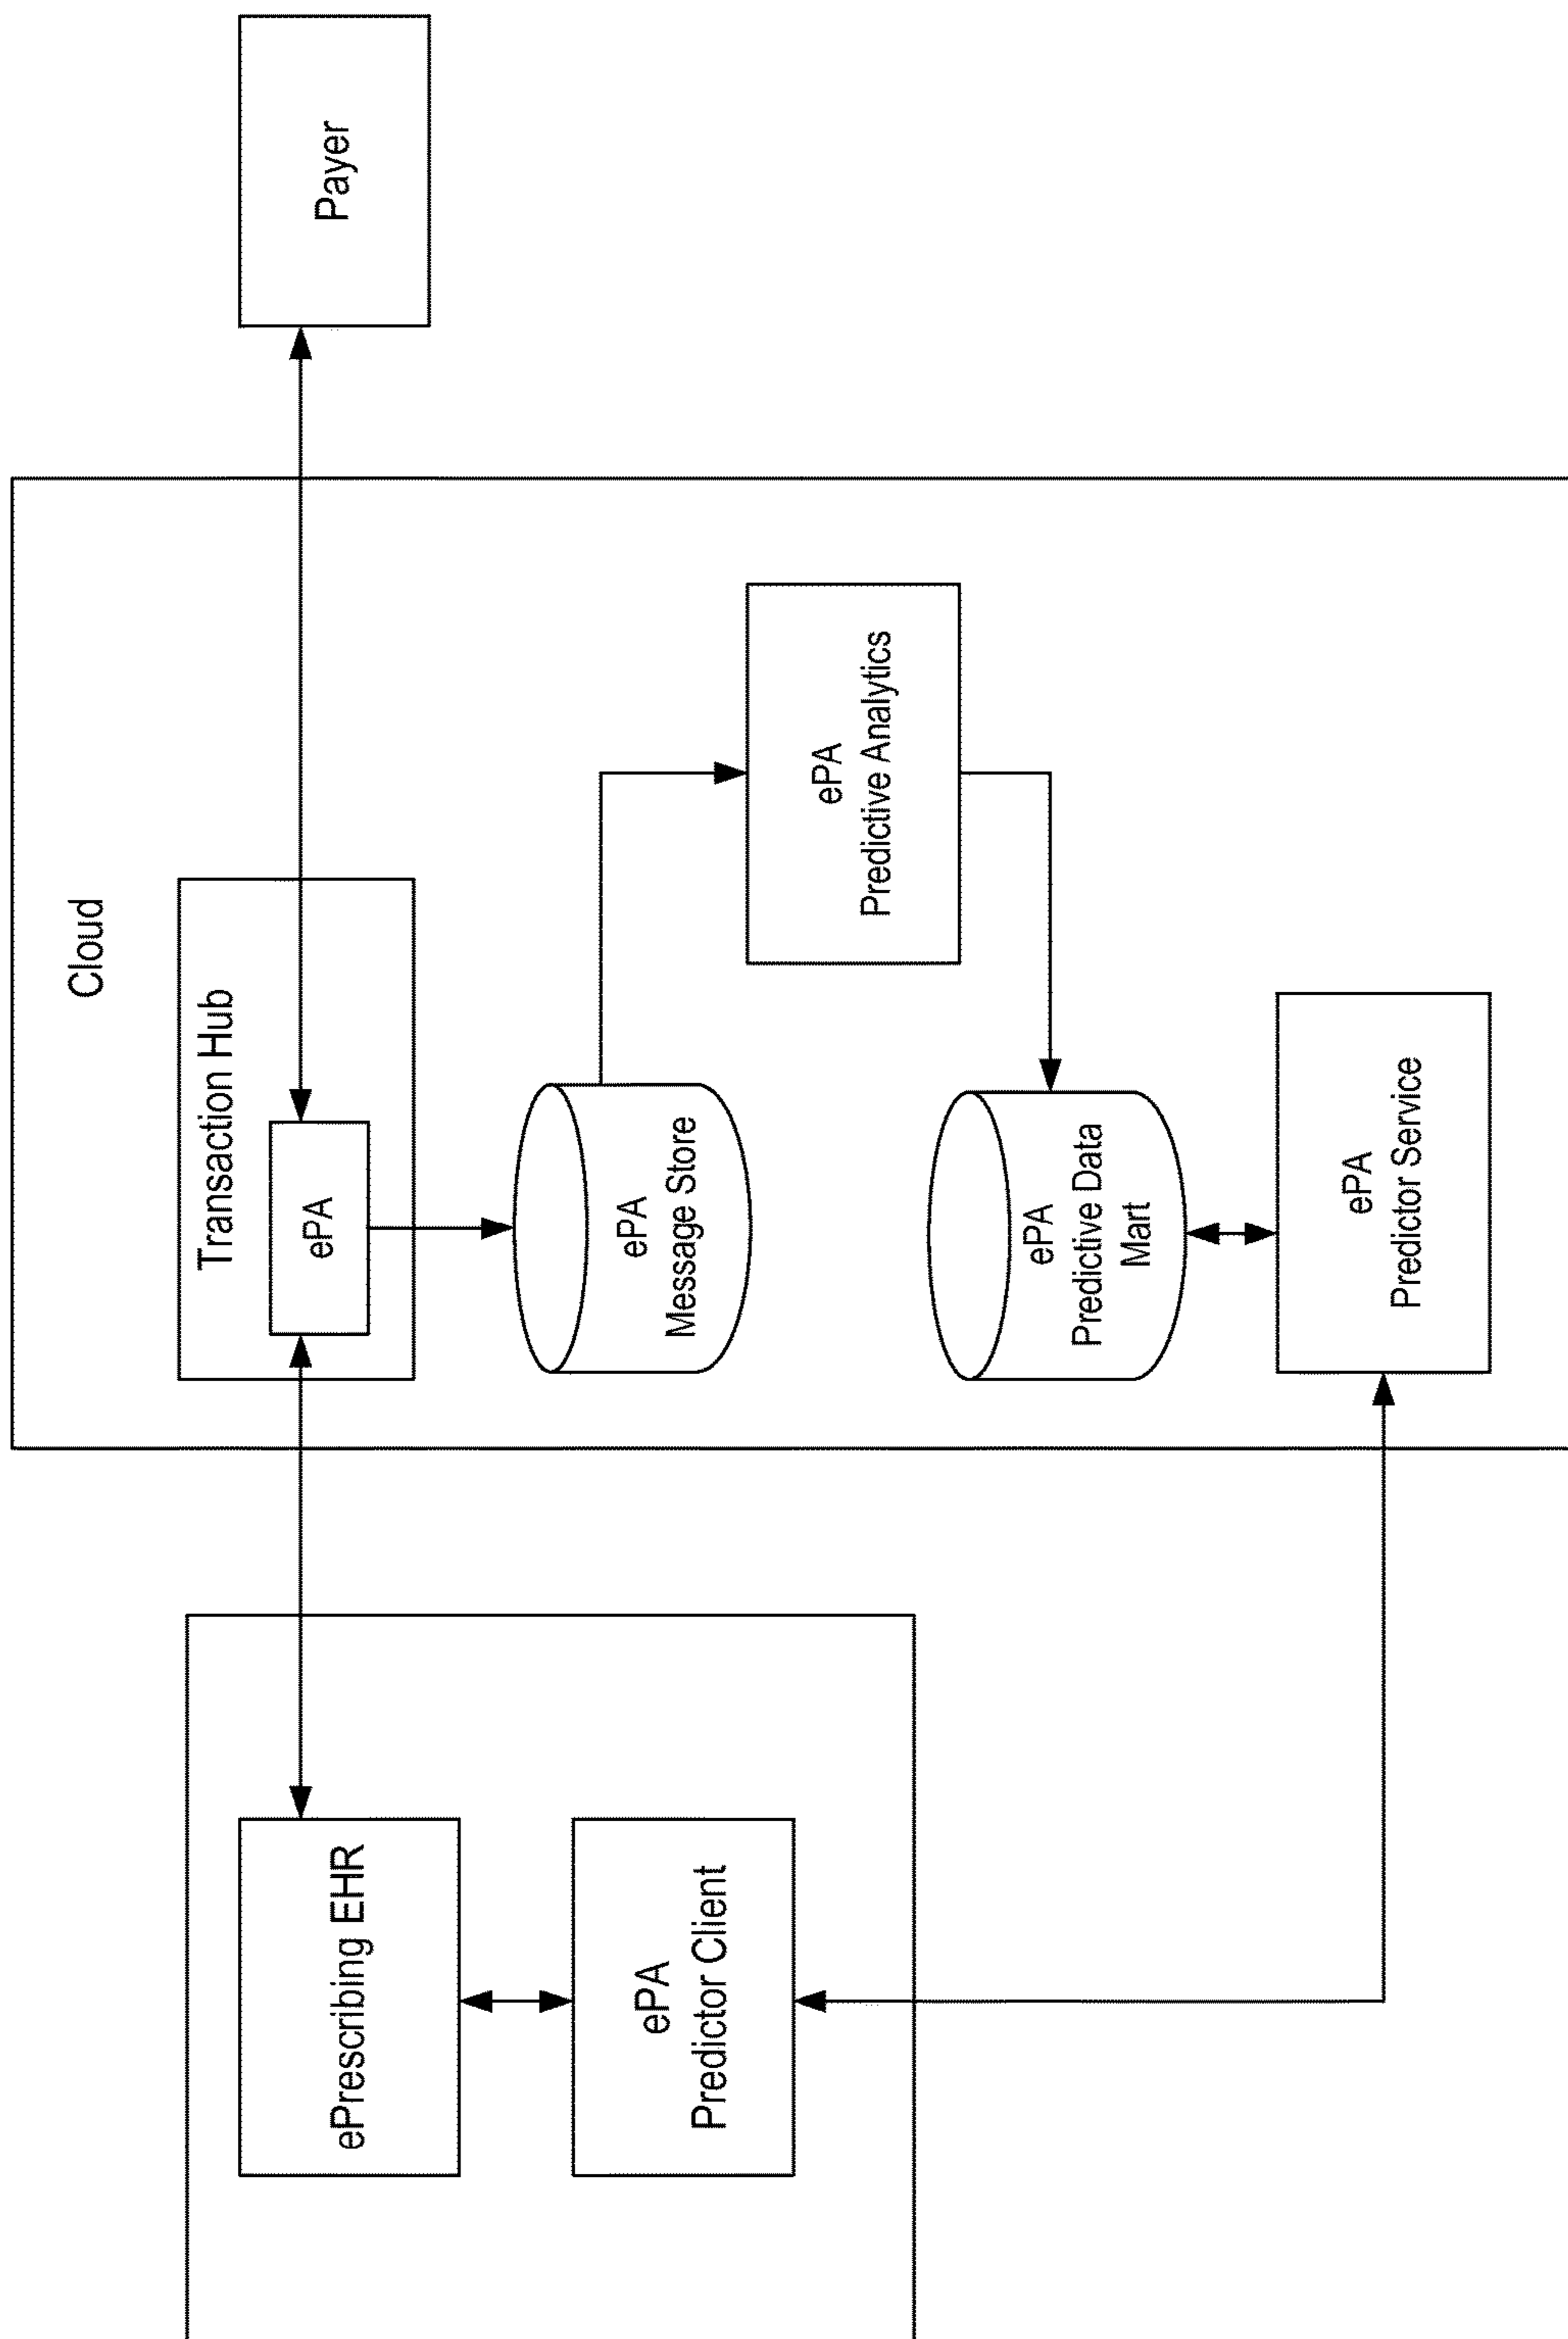 Cloud
Transaction Hub
ePA
Payer
ePrescribing EHR
ePA
Message Store
ePA
Predictive Analytics
ePA
Predictor Client
ePA
Predictive Data
Mart
ePA
Predictor Service